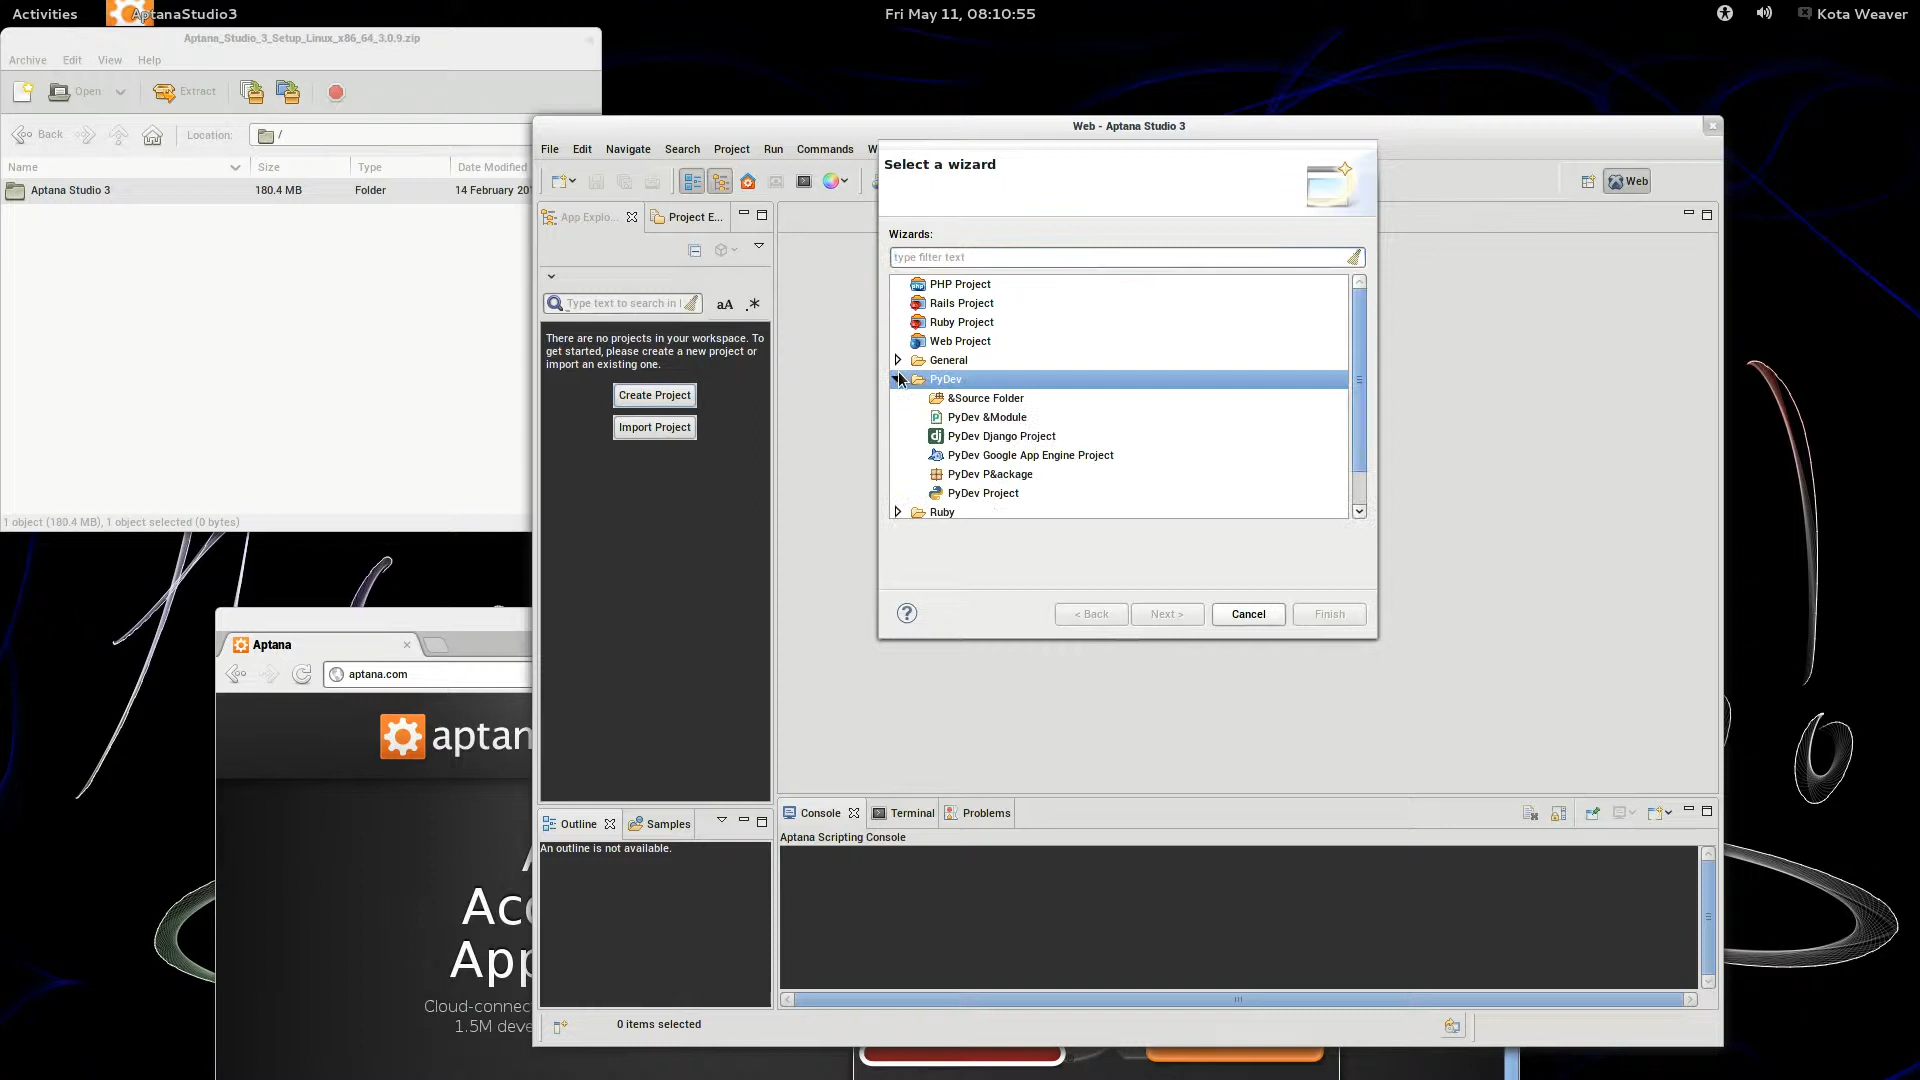 Activities
AptanaStudio3
Fri May 11, 08:10:55
Kota Weaver
Aptana_Studio_3_Setup_Linux_x86_64_3.0.9.zip
Archive Edit View Help
Open Extract
Back Location: /
Name Size Type Date Modified
Aptana Studio 3 180.4 MB Folder 14 February 20
1 object (180.4 MB), 1 object selected (0 bytes)
Web - Aptana Studio 3
File Edit Navigate Search Project Run Commands W
Web
App Explo... Project E...
Type text to search in
aA .*
There are no projects in your workspace. To
get started, please create a new project or
import an existing one.
Create Project
Import Project
Select a wizard
Wizards:
type filter text
PHP Project
Rails Project
Ruby Project
Web Project
General
PyDev
&Source Folder
PyDev &Module
PyDev Django Project
PyDev Google App Engine Project
PyDev P&ackage
PyDev Project
Ruby
< Back Next > Cancel Finish
Outline Samples
An outline is not available.
Console Terminal Problems
Aptana Scripting Console
0 items selected
Aptana
aptana.com
aptan
Acc
App
Cloud-connec
1.5M deve